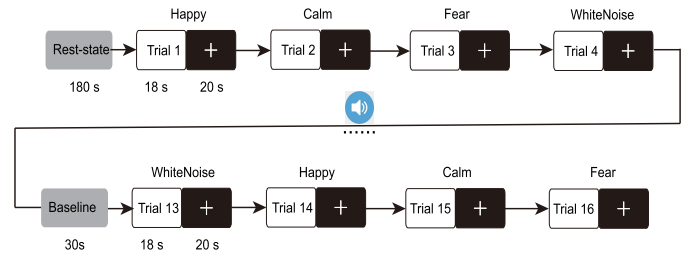 Happy Calm Fear WhiteNoise
Rest-state Trial 1 + Trial 2 + Trial 3 + Trial 4 +
180 s 18 s 20 s
......
WhiteNoise Happy Calm Fear
Baseline Trial 13 + Trial 14 + Trial 15 + Trial 16 +
30s 18 s 20 s